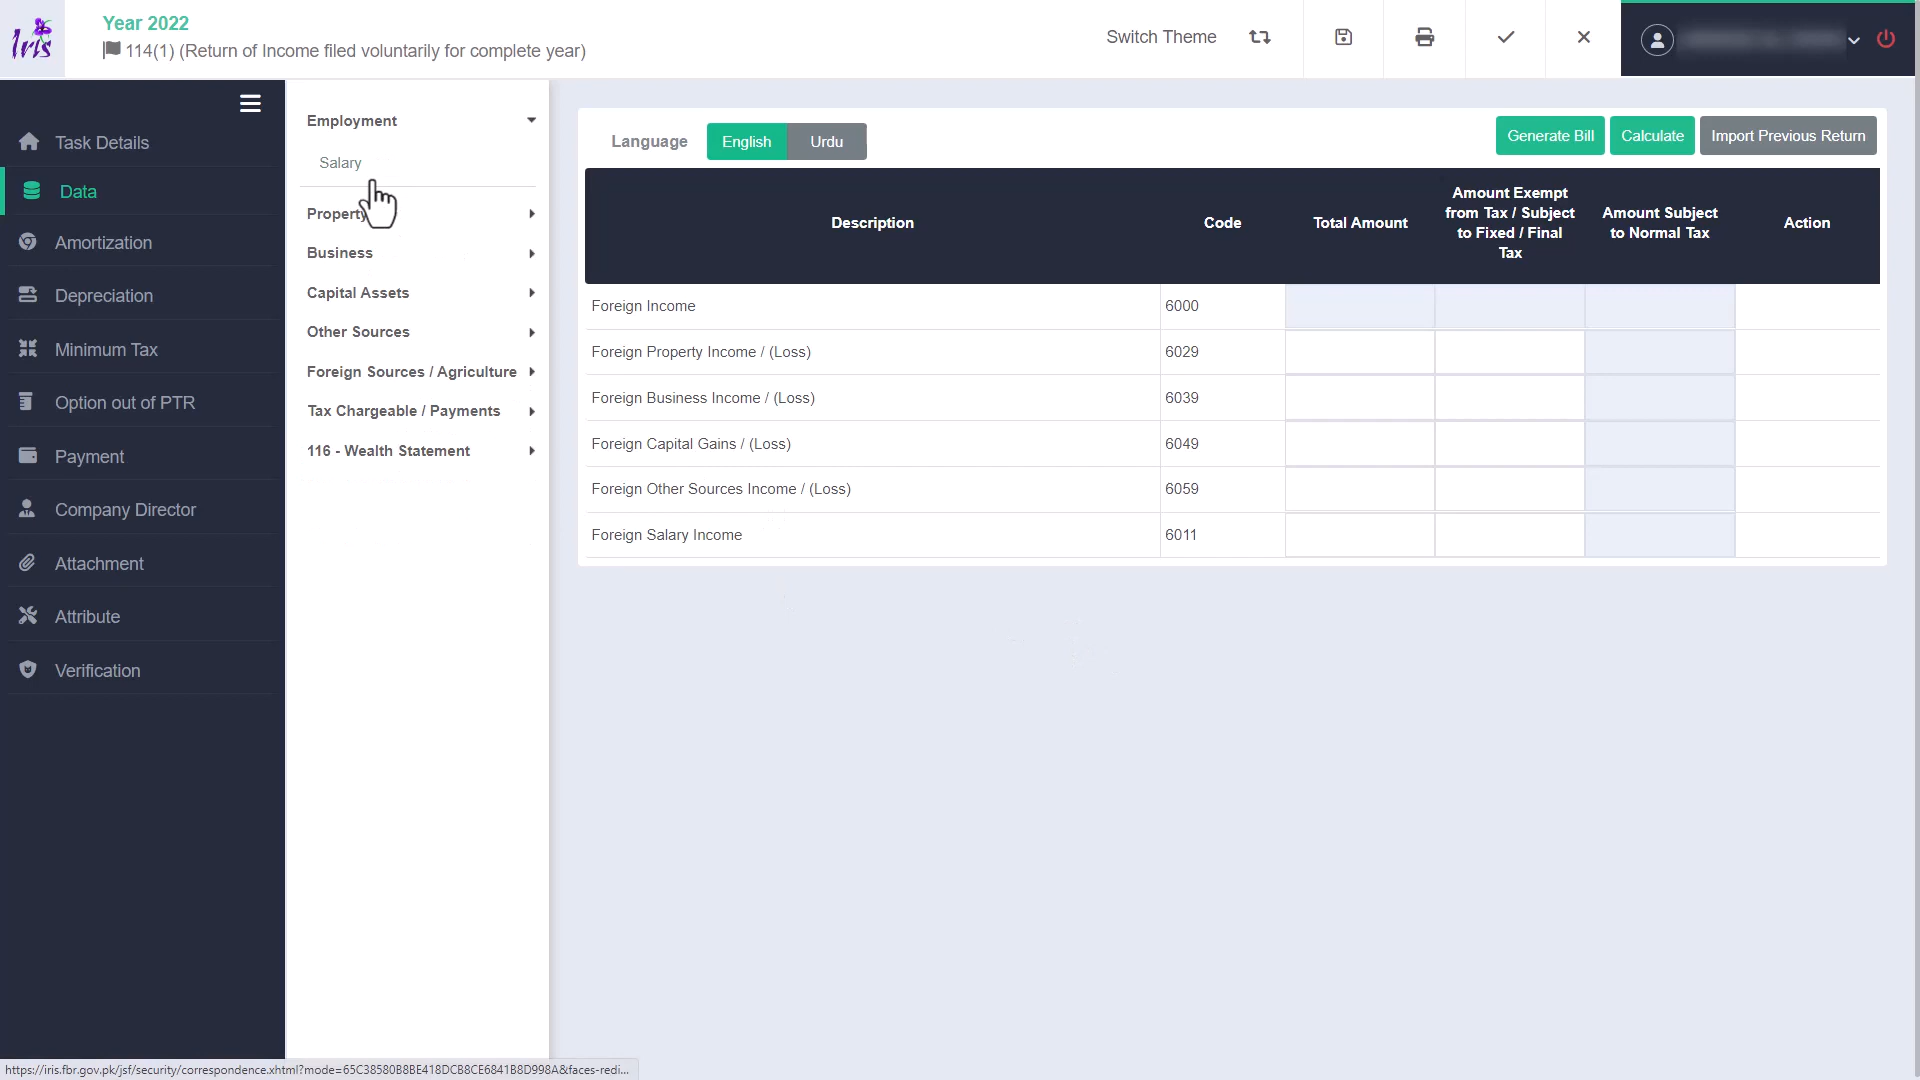 Iris
Year 2022
114(1) (Return of Income filed voluntarily for complete year)
Switch Theme
Task Details
Data
Amortization
Depreciation
Minimum Tax
Option out of PTR
Payment
Company Director
Attachment
Attribute
Verification
Employment
Salary
Property
Business
Capital Assets
Other Sources
Foreign Sources / Agriculture
Tax Chargeable / Payments
116 - Wealth Statement
Language English Urdu
Generate Bill Calculate Import Previous Return
Description Code Total Amount Amount Exempt from Tax / Subject to Fixed / Final Tax Amount Subject to Normal Tax Action
Foreign Income 6000
Foreign Property Income / (Loss) 6029
Foreign Business Income / (Loss) 6039
Foreign Capital Gains / (Loss) 6049
Foreign Other Sources Income / (Loss) 6059
Foreign Salary Income 6011
https://iris.fbr.gov.pk/jsf/security/correspondence.xhtml?mode=65C38580B8BE418DCB8CE6841B8D998A&faces-redi...